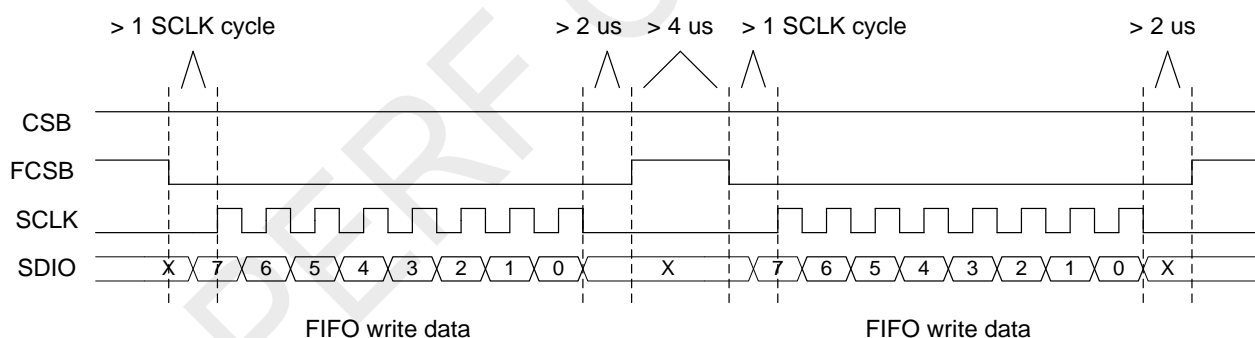 > 1 SCLK cycle > 2 us > 4 us > 1 SCLK cycle > 2 us
CSB
FCSB
SCLK
SDIO X 7 6 5 4 3 2 1 0 X 7 6 5 4 3 2 1 0 X
FIFO write data FIFO write data
PERF